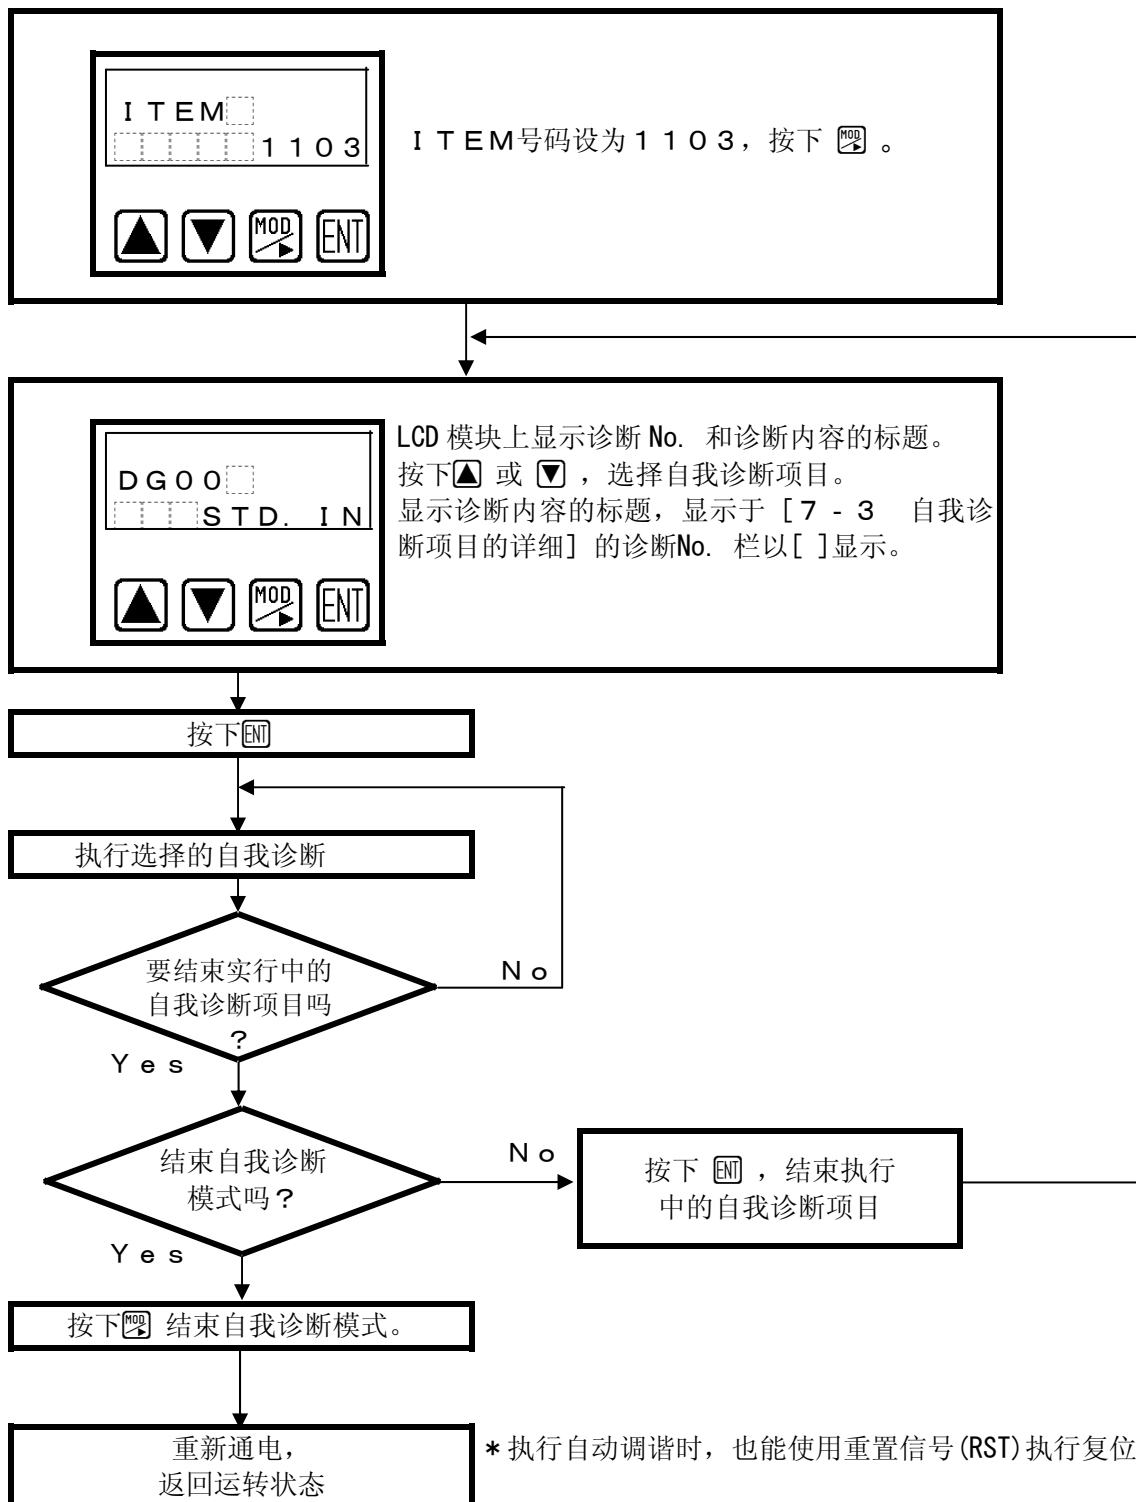 ＩＴＥＭ
１１０３
MOD
ENT
ＩＴＥＭ号码设为１１０３，按下 MOD 。
ＤＧ００
ＳＴＤ．ＩＮ
MOD
ENT
LCD 模块上显示诊断 No. 和诊断内容的标题。
按下▲ 或 ▼ ，选择自我诊断项目。
显示诊断内容的标题，显示于［７－３　自我诊
断项目的详细］的诊断No. 栏以[ ]显示。
按下ENT
执行选择的自我诊断
要结束实行中的
自我诊断项目吗
？
Ｎｏ
Ｙｅｓ
结束自我诊断
模式吗？
Ｎｏ
按下 ENT ，结束执行
中的自我诊断项目
Ｙｅｓ
按下MOD 结束自我诊断模式。
重新通电，
返回运转状态
＊执行自动调谐时，也能使用重置信号(RST)执行复位